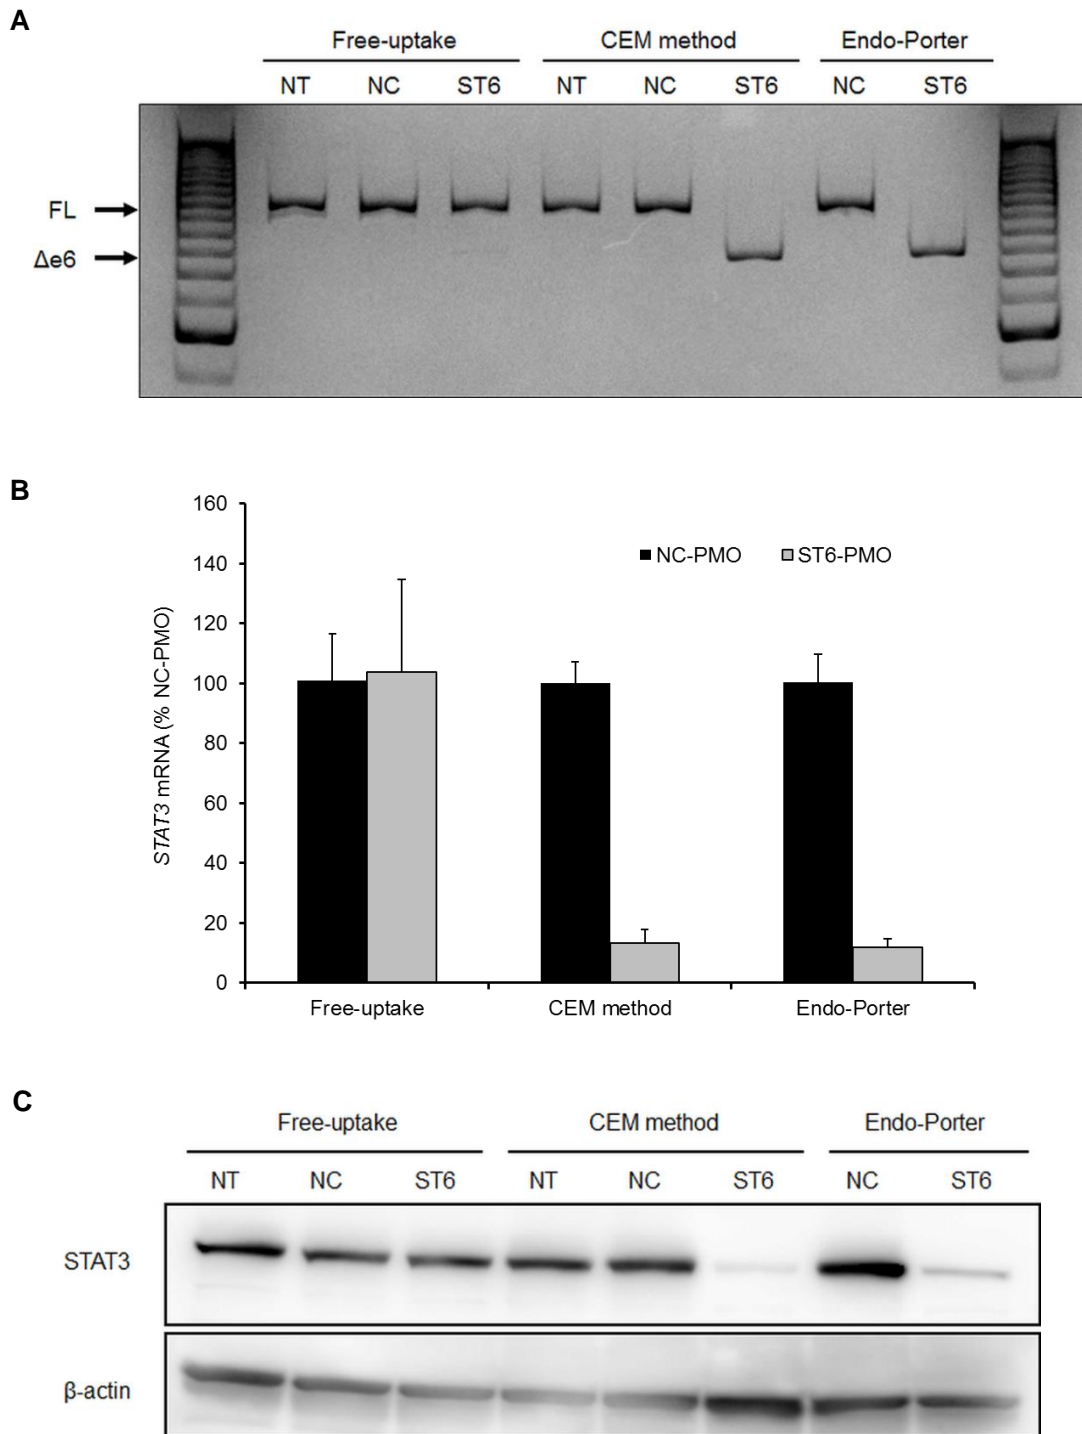 A
Free-uptake CEM method Endo-Porter
NT NC ST6 NT NC ST6 NC ST6
FL
Δe6
B
160
140
120
100
80
60
40
20
0
STAT3 mRNA (% NC-PMO)
NC-PMO ST6-PMO
Free-uptake CEM method Endo-Porter
C
Free-uptake CEM method Endo-Porter
NT NC ST6 NT NC ST6 NC ST6
STAT3
β-actin